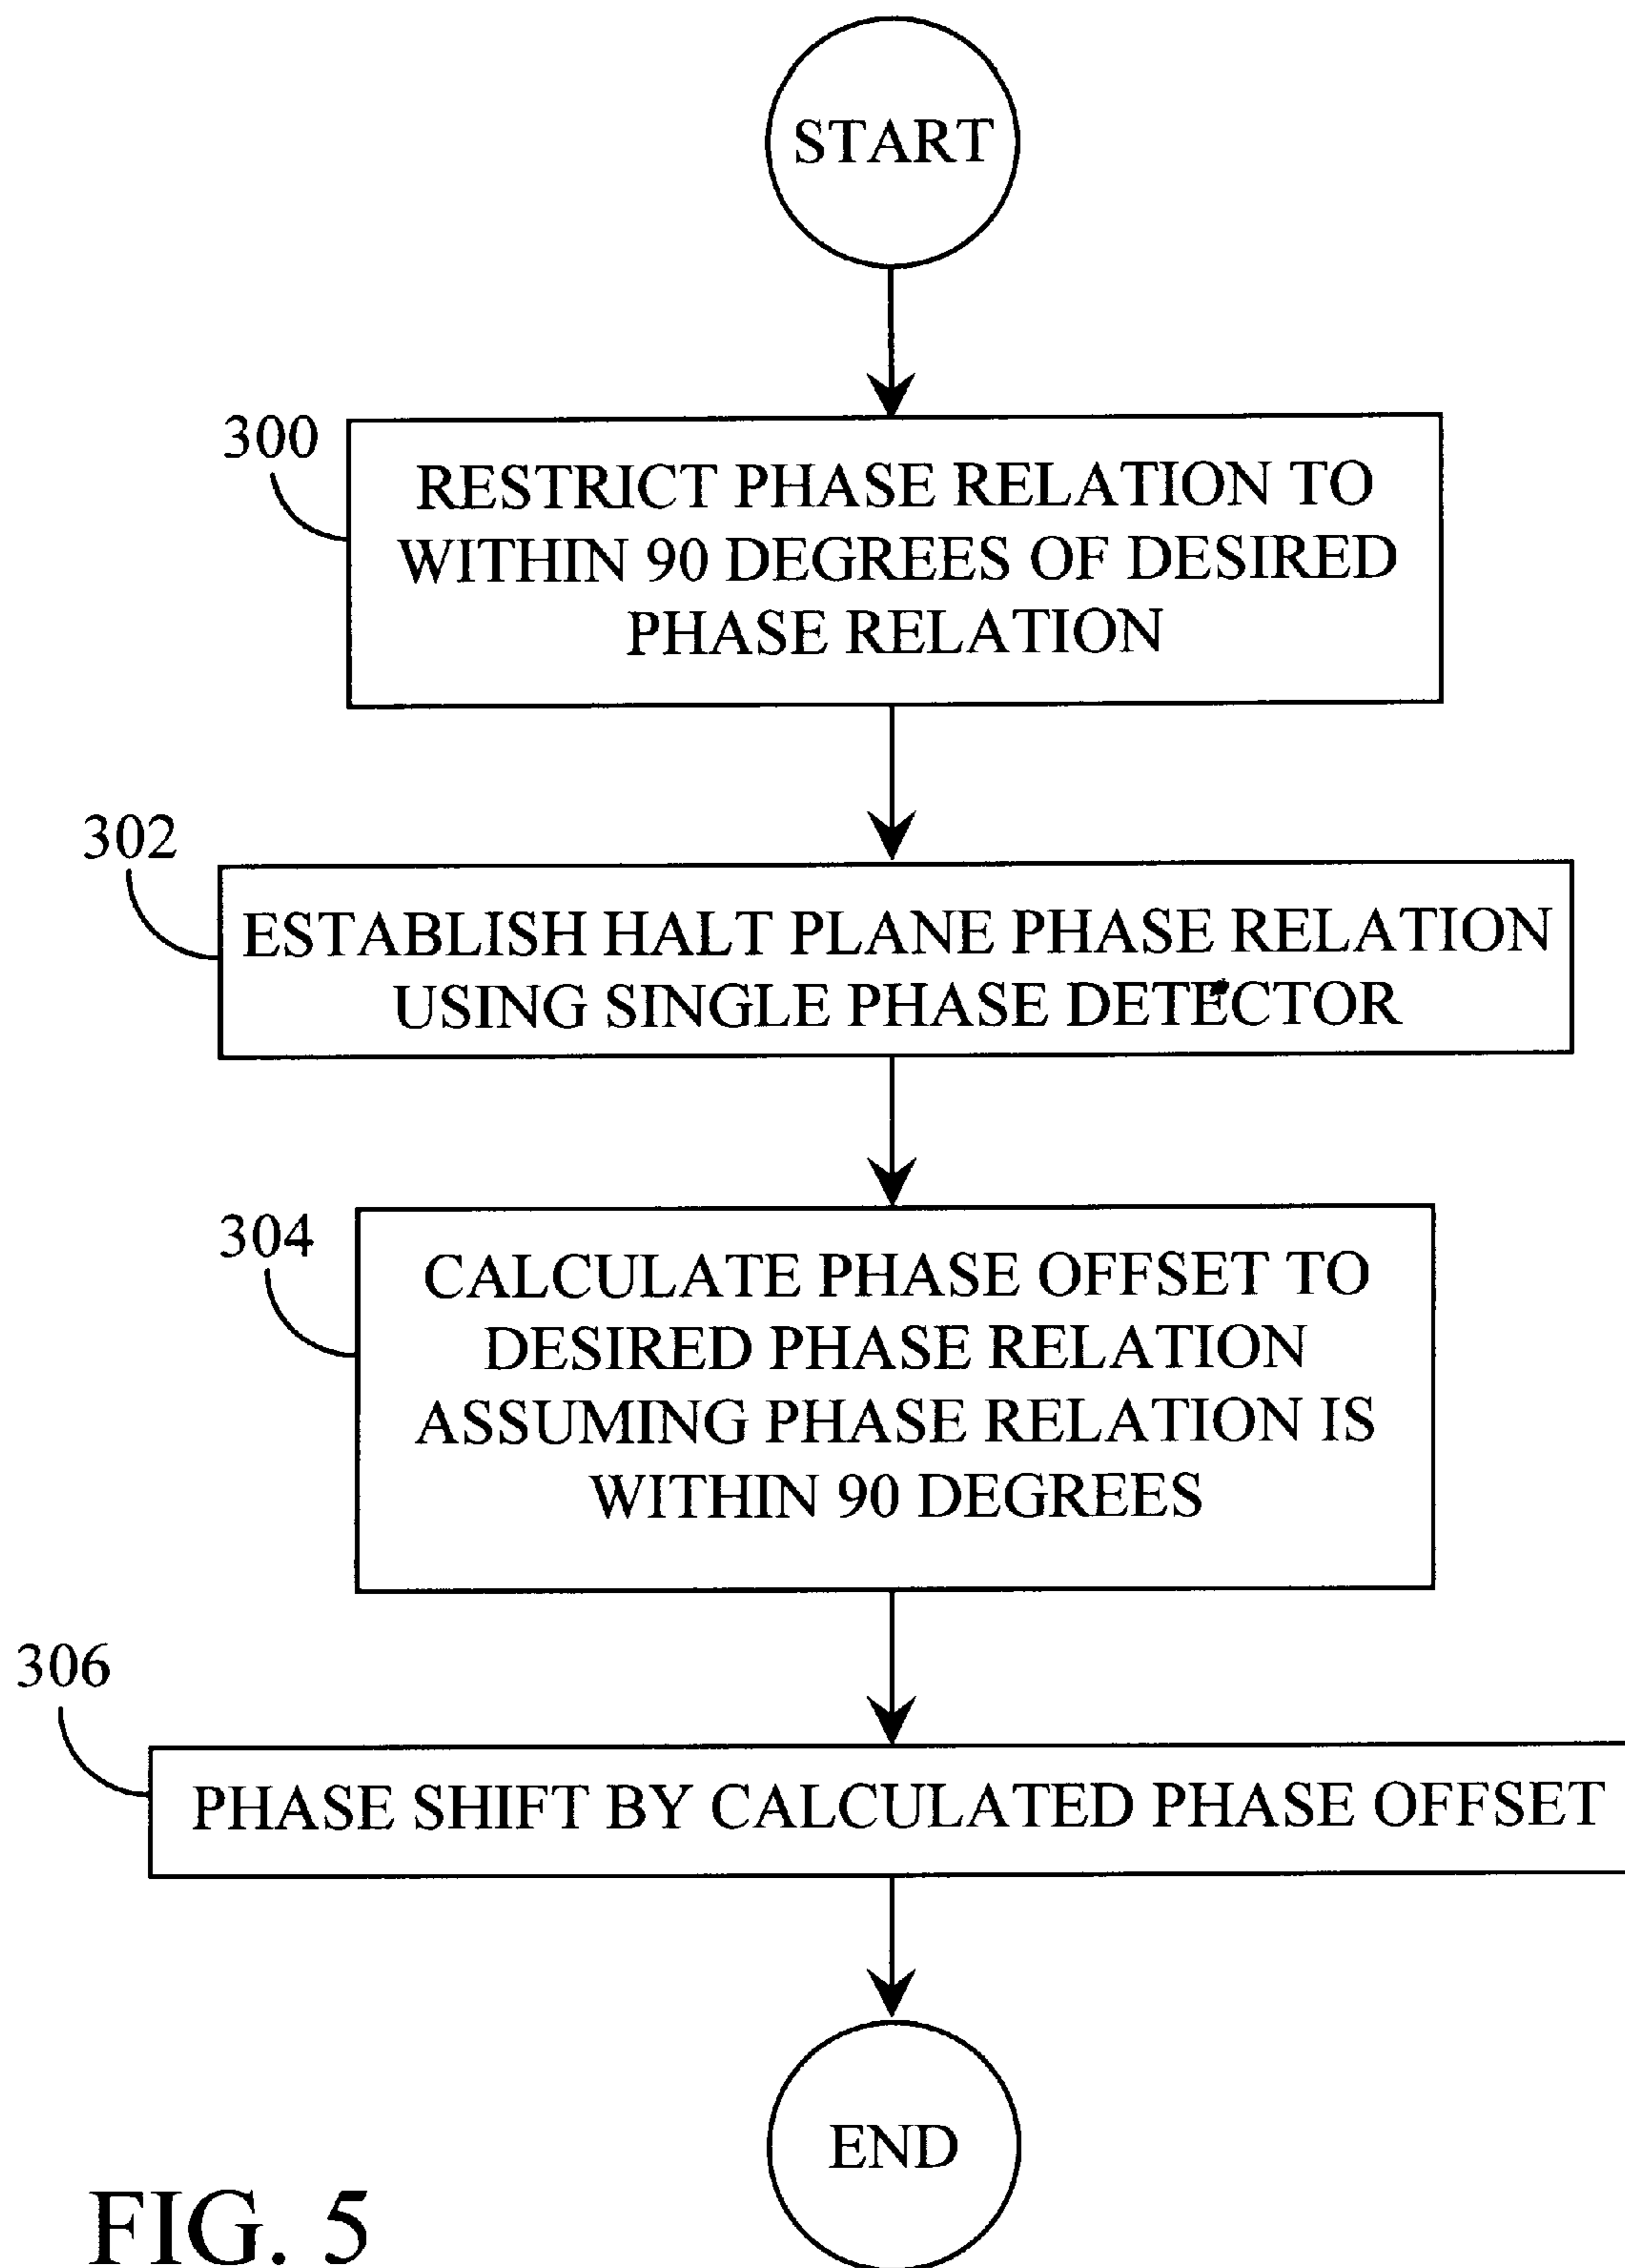 START
300
RESTRICT PHASE RELATION TO
WITHIN 90 DEGREES OF DESIRED
PHASE RELATION
302
ESTABLISH HALT PLANE PHASE RELATION
USING SINGLE PHASE DETECTOR
304
CALCULATE PHASE OFFSET TO
DESIRED PHASE RELATION
ASSUMING PHASE RELATION IS
WITHIN 90 DEGREES
306
PHASE SHIFT BY CALCULATED PHASE OFFSET
END
FIG. 5